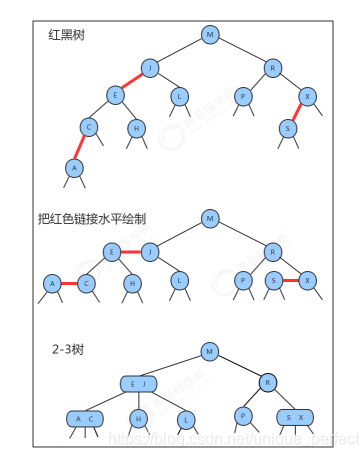 红黑树
M
J R
E L P X
C H S
A
把红色链接水平绘制
M
E J R
A C H L P S X
2-3树
M
E J R
A C H L P S X
https://blog.csdn.net/unique_perfect